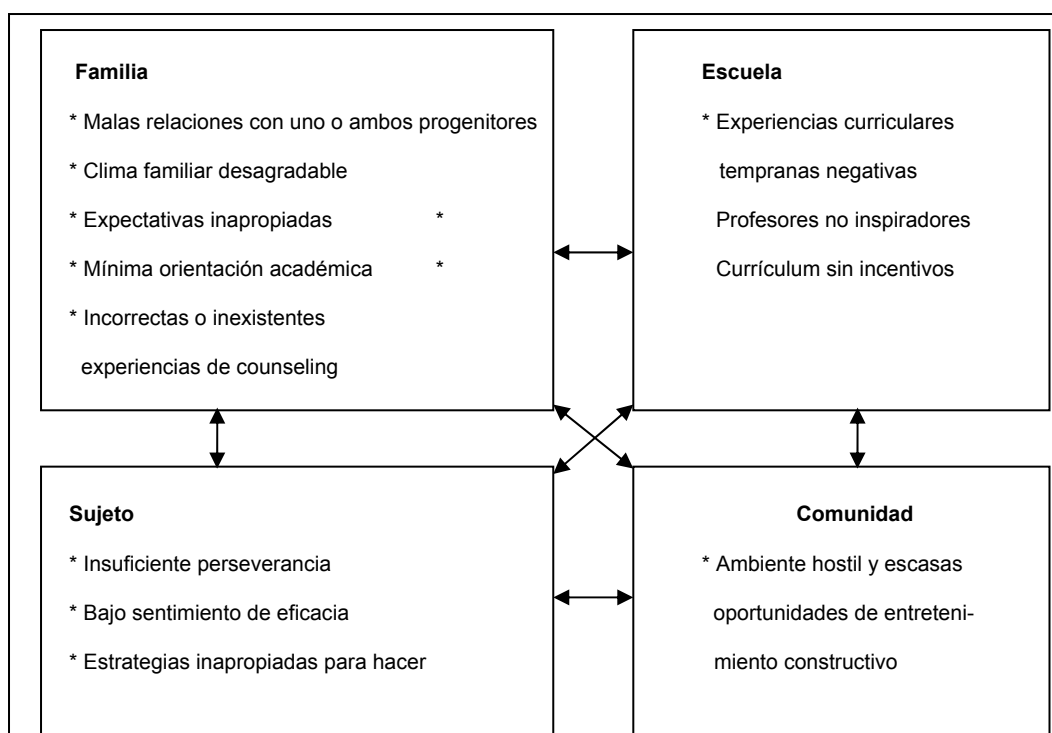 Familia
* Malas relaciones con uno o ambos progenitores
* Clima familiar desagradable
* Expectativas inapropiadas *
* Mínima orientación académica *
* Incorrectas o inexistentes
experiencias de counseling
Escuela
* Experiencias curriculares
tempranas negativas
Profesores no inspiradores
Currículum sin incentivos
Sujeto
* Insuficiente perseverancia
* Bajo sentimiento de eficacia
* Estrategias inapropiadas para hacer
Comunidad
* Ambiente hostil y escasas
oportunidades de entreteni-
miento constructivo